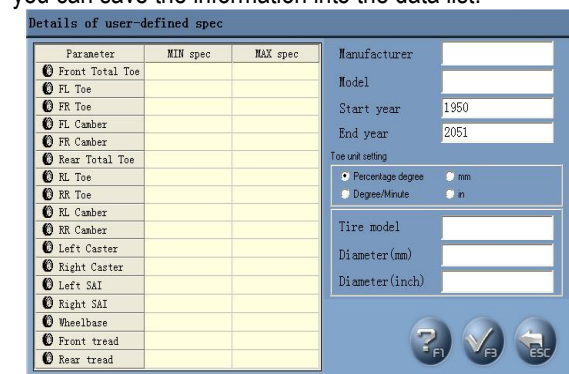 you can save the information into the data list.
Details of user-defined spec
Parameter MIN spec MAX spec
Front Total Toe
FL Toe
FR Toe
FL Camber
FR Camber
Rear Total Toe
RL Toe
RR Toe
RL Camber
RR Camber
Left Caster
Right Caster
Left SAI
Right SAI
Wheelbase
Front tread
Rear tread
Manufacturer
Model
Start year 1950
End year 2051
Toe unit setting
Percentage degree mm
Degree/Minute in
Tire model
Diameter(mm)
Diameter(inch)
? F1 F3 ESC